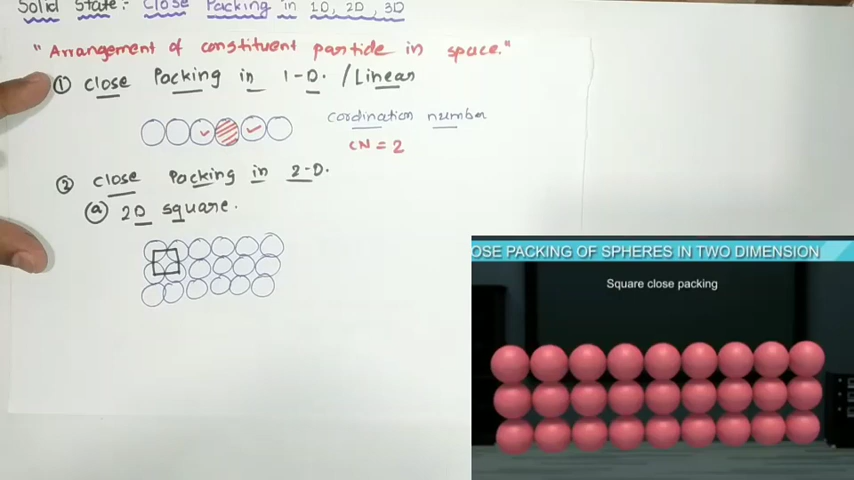 Solid State:- Close Packing in 1D, 2D, 3D
"Arrangement of constituent particle in space."
① Close Packing in 1-D. /Linear
cordination number
CN = 2
② close Packing in 2-D.
ⓐ 2D square.
OSE PACKING OF SPHERES IN TWO DIMENSION
Square close packing